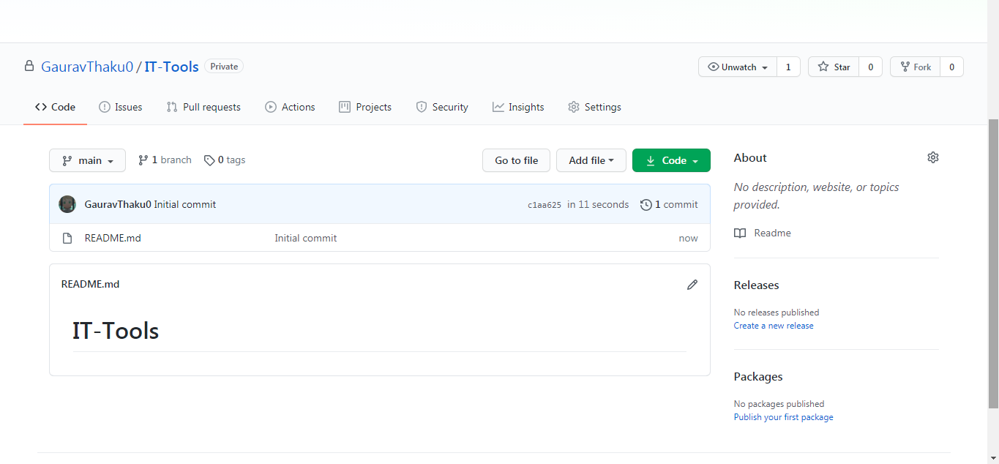 GauravThaku0 / IT-Tools Private
Unwatch 1 Star 0 Fork 0
Code Issues Pull requests Actions Projects Security Insights Settings
main 1 branch 0 tags Go to file Add file Code
GauravThaku0 Initial commit c1aa625 in 11 seconds 1 commit
README.md Initial commit now
README.md
IT-Tools
About
No description, website, or topics
provided.
Readme
Releases
No releases published
Create a new release
Packages
No packages published
Publish your first package